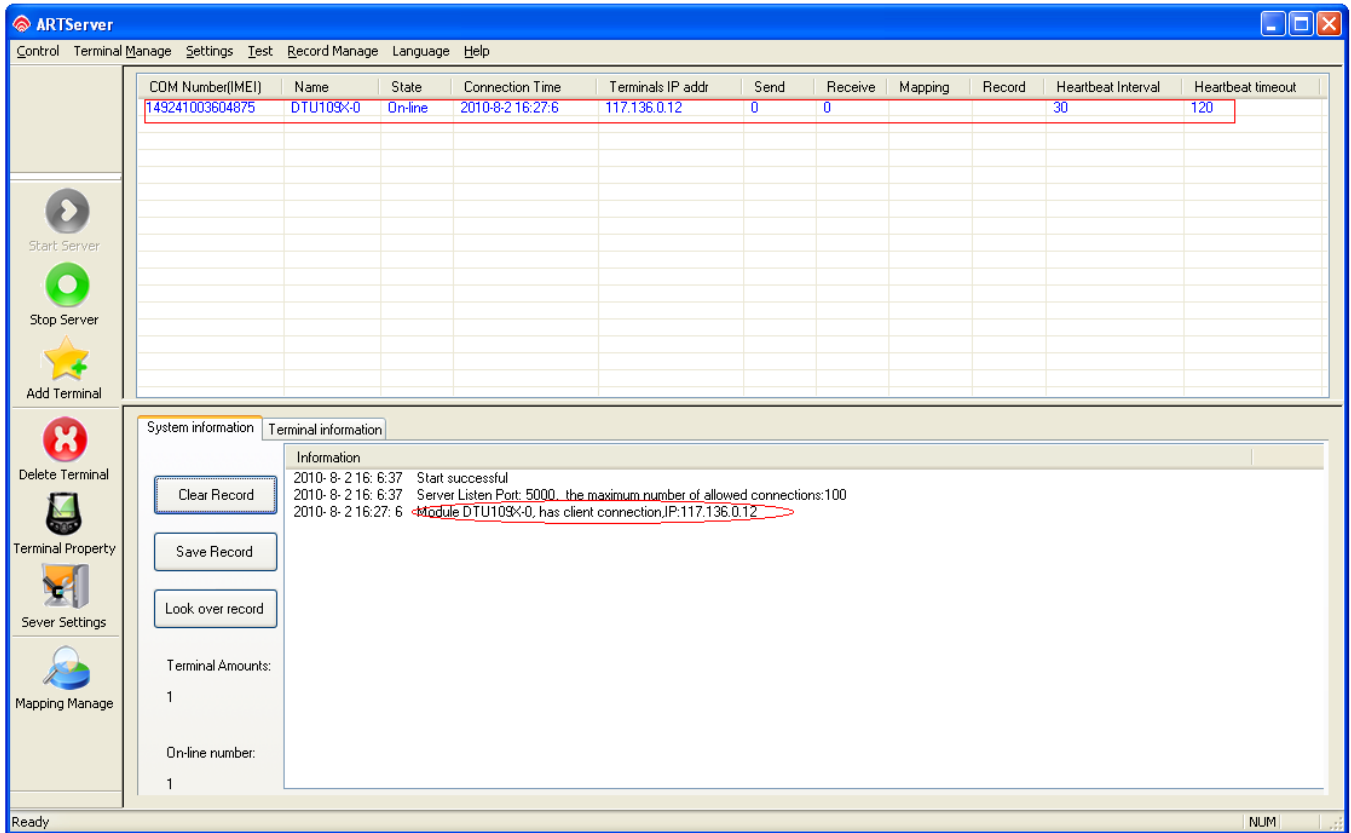 ARTServer
Control Terminal Manage Settings Test Record Manage Language Help
COM Number(IMEI) Name State Connection Time Terminals IP addr Send Receive Mapping Record Heartbeat Interval Heartbeat timeout
149241003604875 DTU109X-0 On-line 2010-8-2 16:27:6 117.136.0.12 0 0 30 120
Start Server
Stop Server
Add Terminal
Delete Terminal
Terminal Property
Sever Settings
Mapping Manage
System information Terminal information
Clear Record
Save Record
Look over record
Terminal Amounts:
1
On-line number:
1
Information
2010- 8- 2 16: 6:37 Start successful
2010- 8- 2 16: 6:37 Server Listen Port: 5000, the maximum number of allowed connections:100
2010- 8- 2 16:27: 6 Module DTU109X-0, has client connection,IP:117.136.0.12
Ready NUM